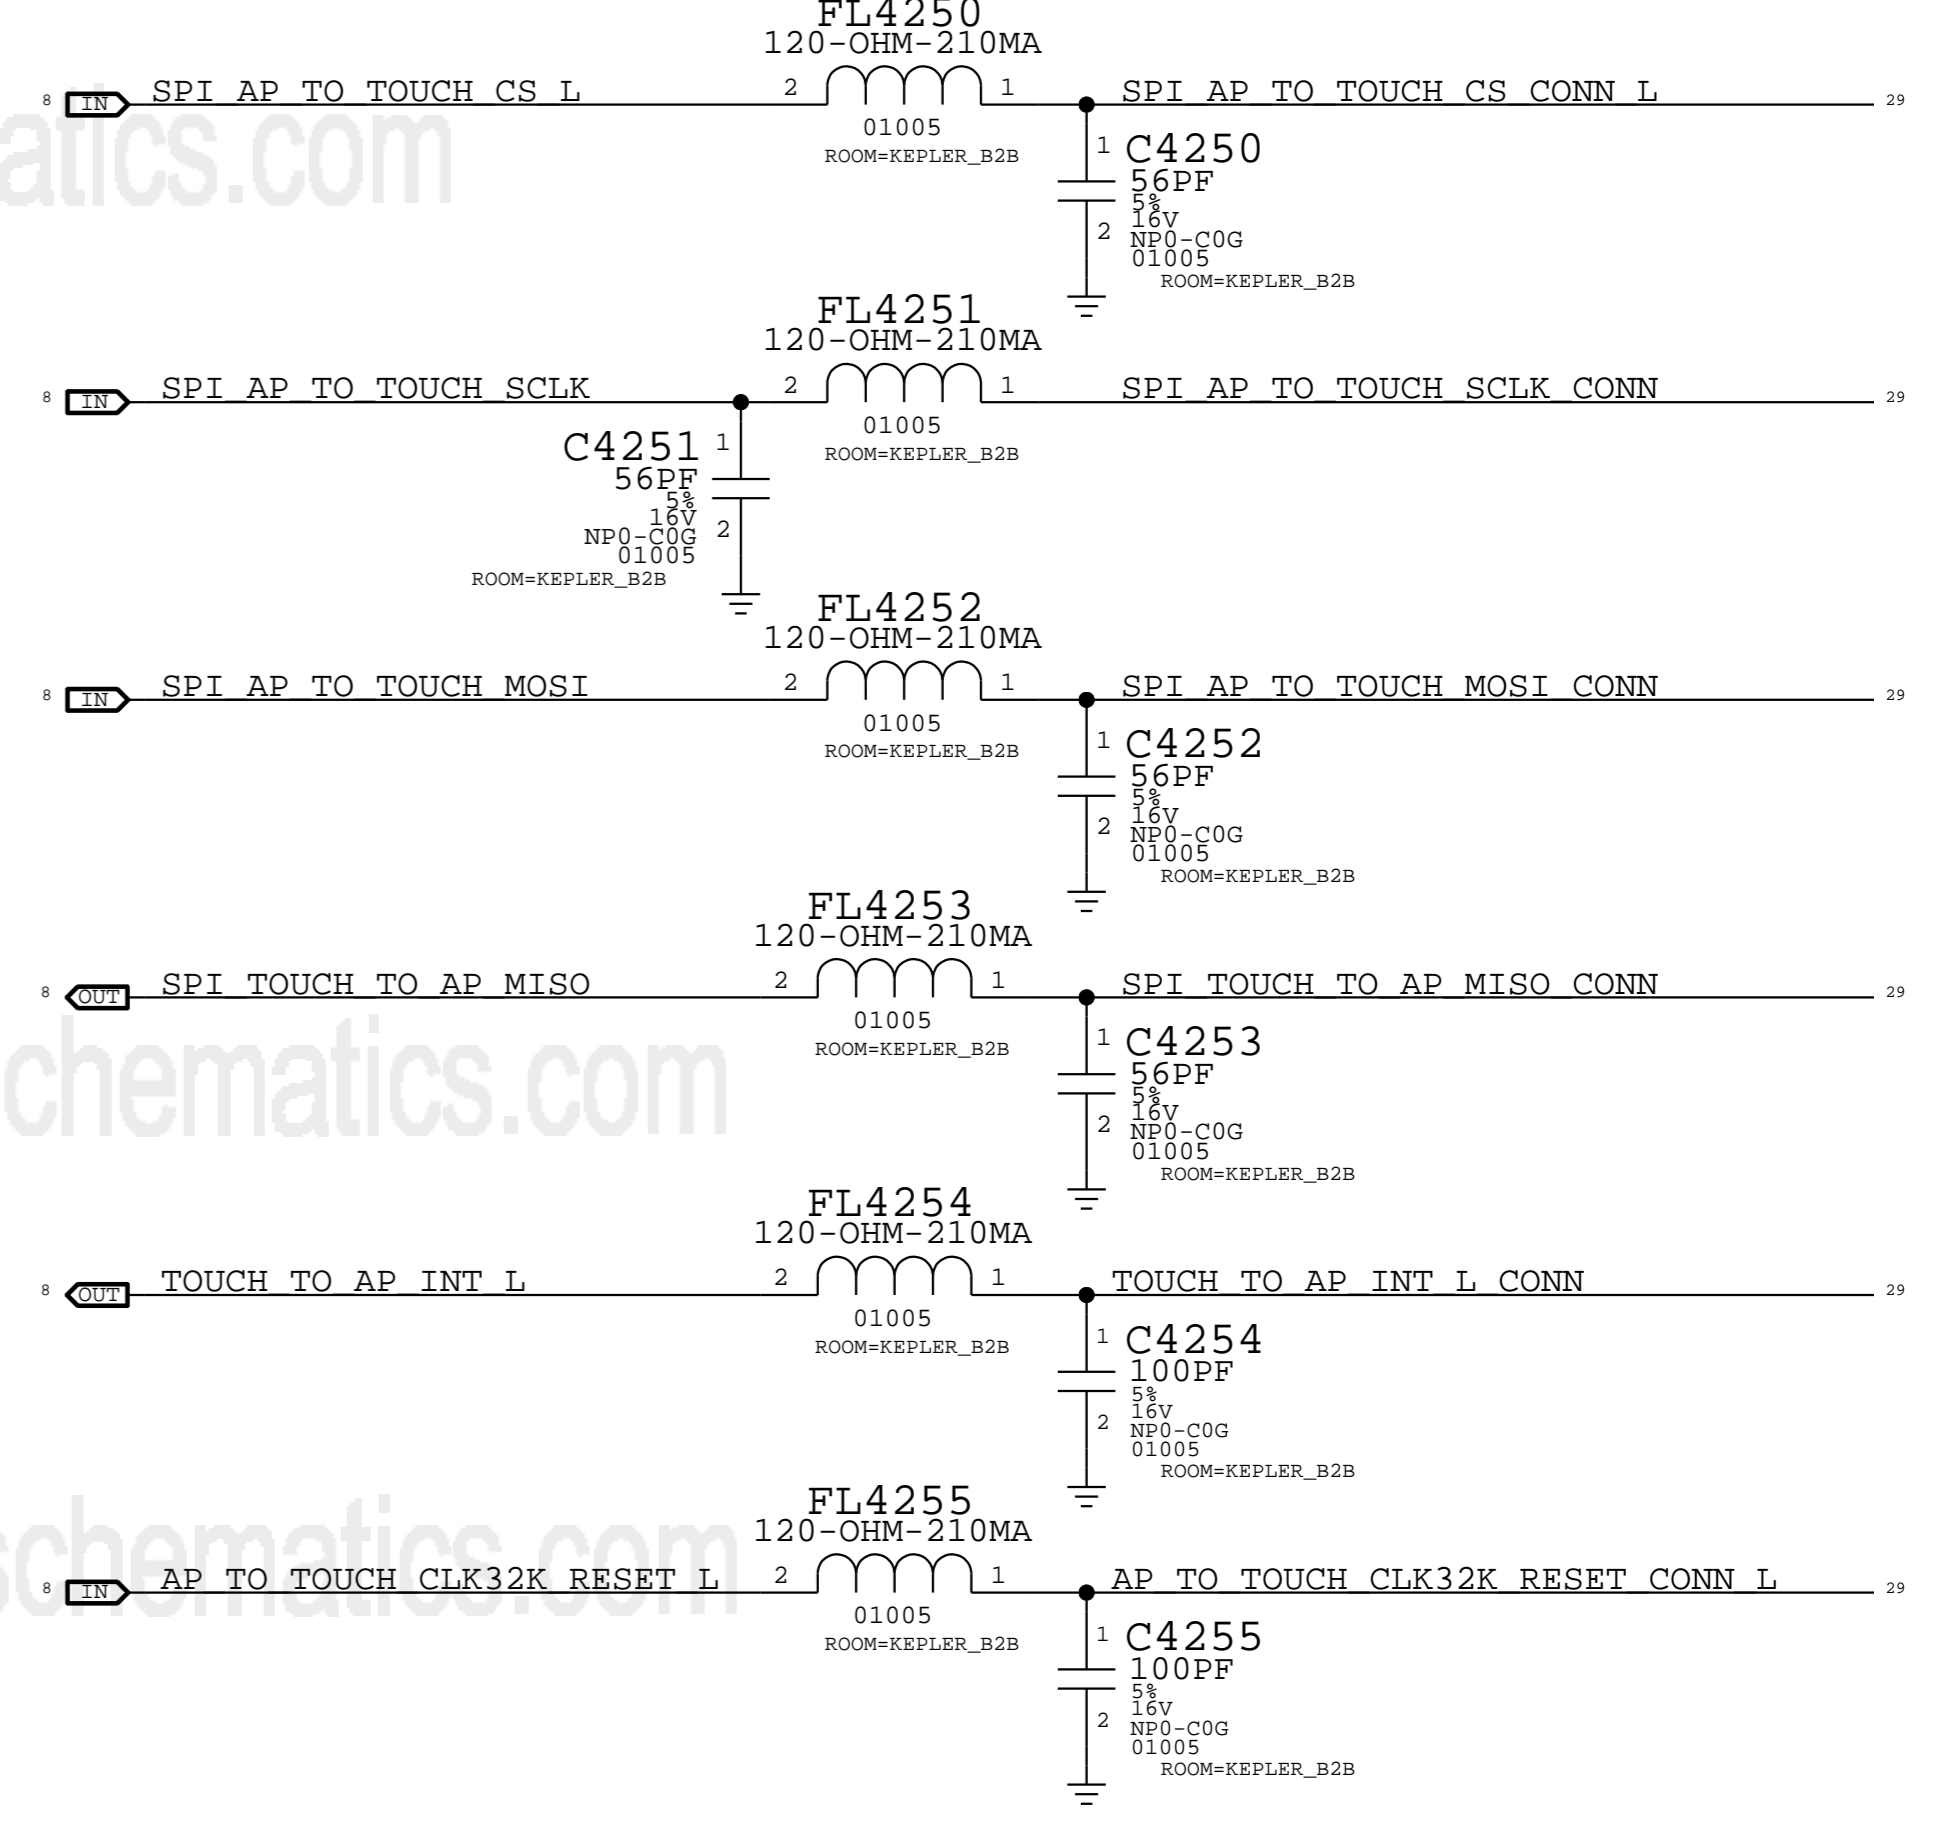 FL4250
120-OHM-210MA
8 IN SPI_AP_TO_TOUCH_CS_L 2 1 SPI_AP_TO_TOUCH_CS_CONN_L 29
01005
ROOM=KEPLER_B2B
1 C4250
56PF
5%
16V
2 NP0-C0G
01005
ROOM=KEPLER_B2B
atics.com
FL4251
120-OHM-210MA
8 IN SPI_AP_TO_TOUCH_SCLK 2 1 SPI_AP_TO_TOUCH_SCLK_CONN 29
01005
ROOM=KEPLER_B2B
C4251 1
56PF
5%
16V
NP0-C0G 2
01005
ROOM=KEPLER_B2B
FL4252
120-OHM-210MA
8 IN SPI_AP_TO_TOUCH_MOSI 2 1 SPI_AP_TO_TOUCH_MOSI_CONN 29
01005
ROOM=KEPLER_B2B
1 C4252
56PF
5%
16V
2 NP0-C0G
01005
ROOM=KEPLER_B2B
FL4253
120-OHM-210MA
8 OUT SPI_TOUCH_TO_AP_MISO 2 1 SPI_TOUCH_TO_AP_MISO_CONN 29
01005
ROOM=KEPLER_B2B
1 C4253
56PF
5%
16V
2 NP0-C0G
01005
ROOM=KEPLER_B2B
chematics.com
FL4254
120-OHM-210MA
8 OUT TOUCH_TO_AP_INT_L 2 1 TOUCH_TO_AP_INT_L_CONN 29
01005
ROOM=KEPLER_B2B
1 C4254
100PF
5%
16V
2 NP0-C0G
01005
ROOM=KEPLER_B2B
FL4255
120-OHM-210MA
8 IN AP_TO_TOUCH_CLK32K_RESET_L 2 1 AP_TO_TOUCH_CLK32K_RESET_CONN_L 29
01005
ROOM=KEPLER_B2B
1 C4255
100PF
5%
16V
2 NP0-C0G
01005
ROOM=KEPLER_B2B
schematics.com